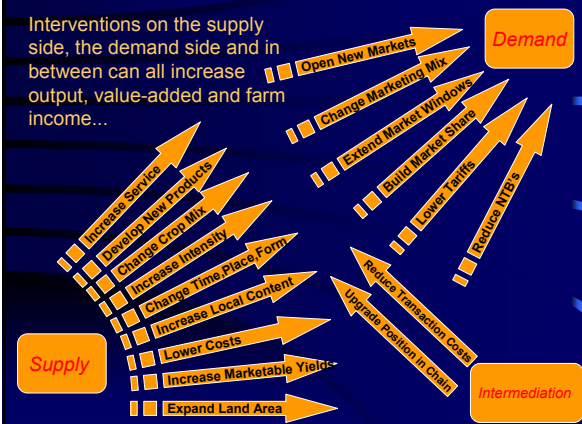 Interventions on the supply
side, the demand side and in
between can all increase
output, value-added and farm
income...
Demand
Open New Markets
Change Marketing Mix
Extend Market Windows
Build Market Share
Lower Tariffs
Reduce NTB's
Increase Service
Develop New Products
Change Crop Mix
Increase Intensity
Change Time,Place,Form
Increase Local Content
Lower Costs
Increase Marketable Yields
Expand Land Area
Supply
Reduce Transaction Costs
Upgrade Position in Chain
Intermediation